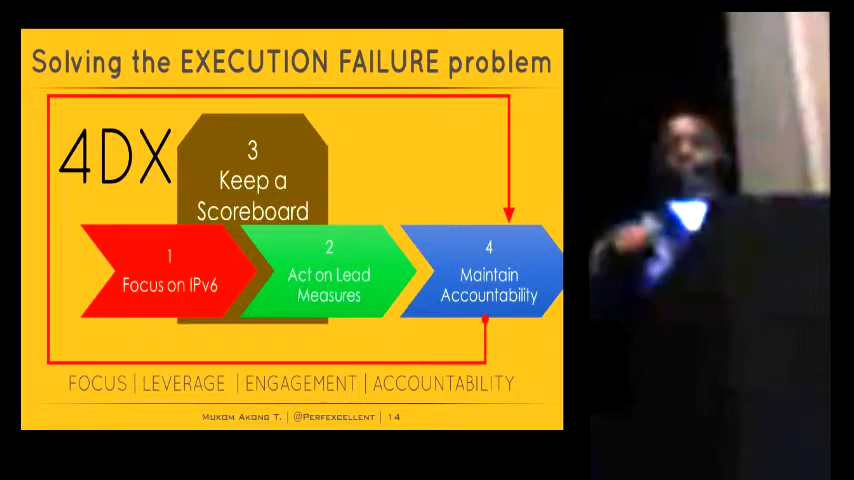 Solving the EXECUTION FAILURE problem
4DX
3
Keep a
Scoreboard
1
Focus on IPv6
2
Act on Lead
Measures
4
Maintain
Accountability
FOCUS | LEVERAGE | ENGAGEMENT | ACCOUNTABILITY
Mukom Akong T. | @Perfexcellent | 14